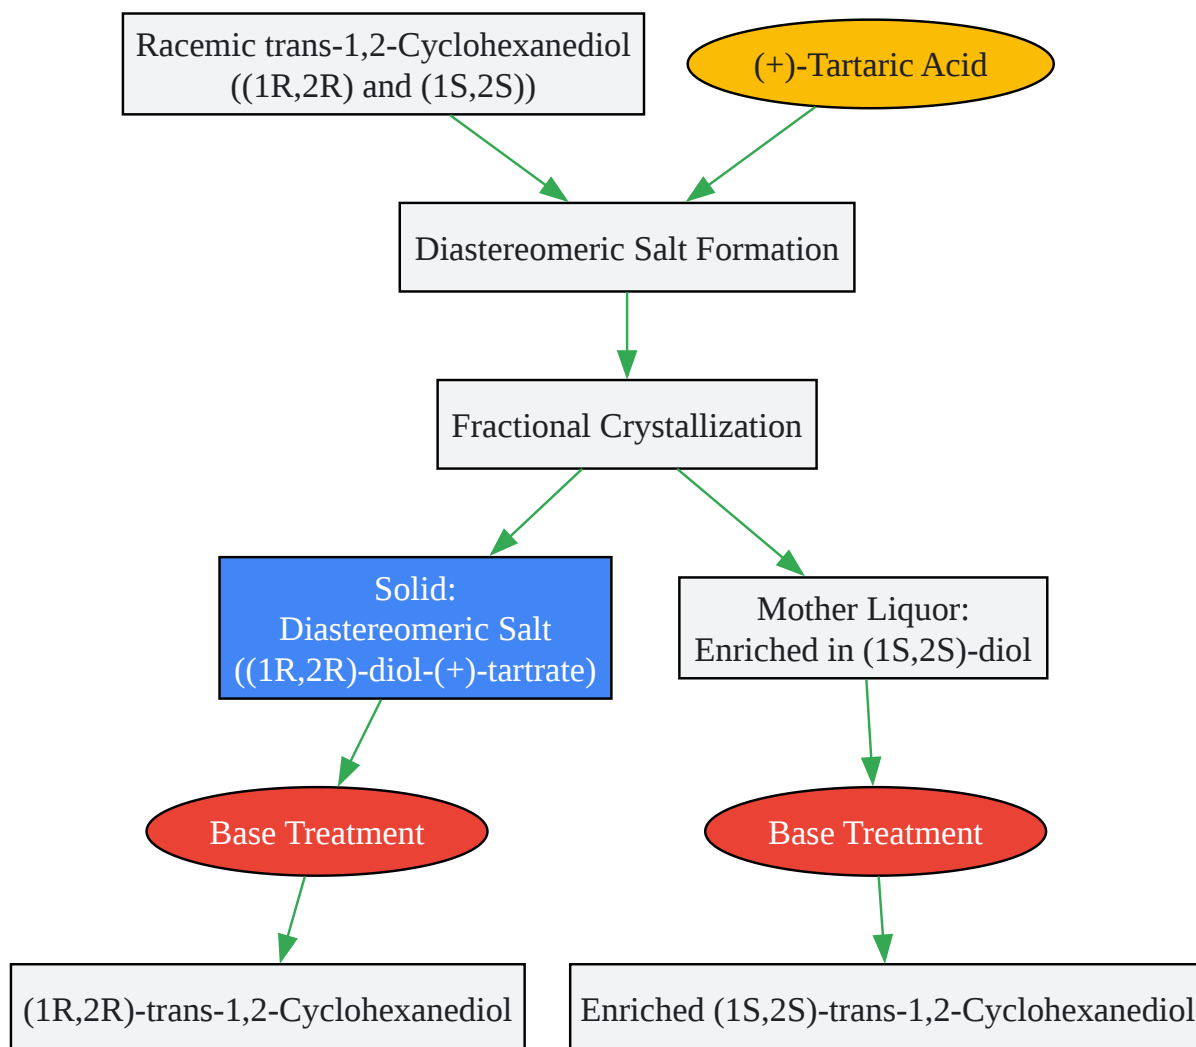 Racemic trans-1,2-Cyclohexanediol
((1R,2R) and (1S,2S))
(+)-Tartaric Acid
Diastereomeric Salt Formation
Fractional Crystallization
Solid:
Diastereomeric Salt
((1R,2R)-diol-(+)-tartrate)
Mother Liquor:
Enriched in (1S,2S)-diol
Base Treatment
Base Treatment
(1R,2R)-trans-1,2-Cyclohexanediol
Enriched (1S,2S)-trans-1,2-Cyclohexanediol